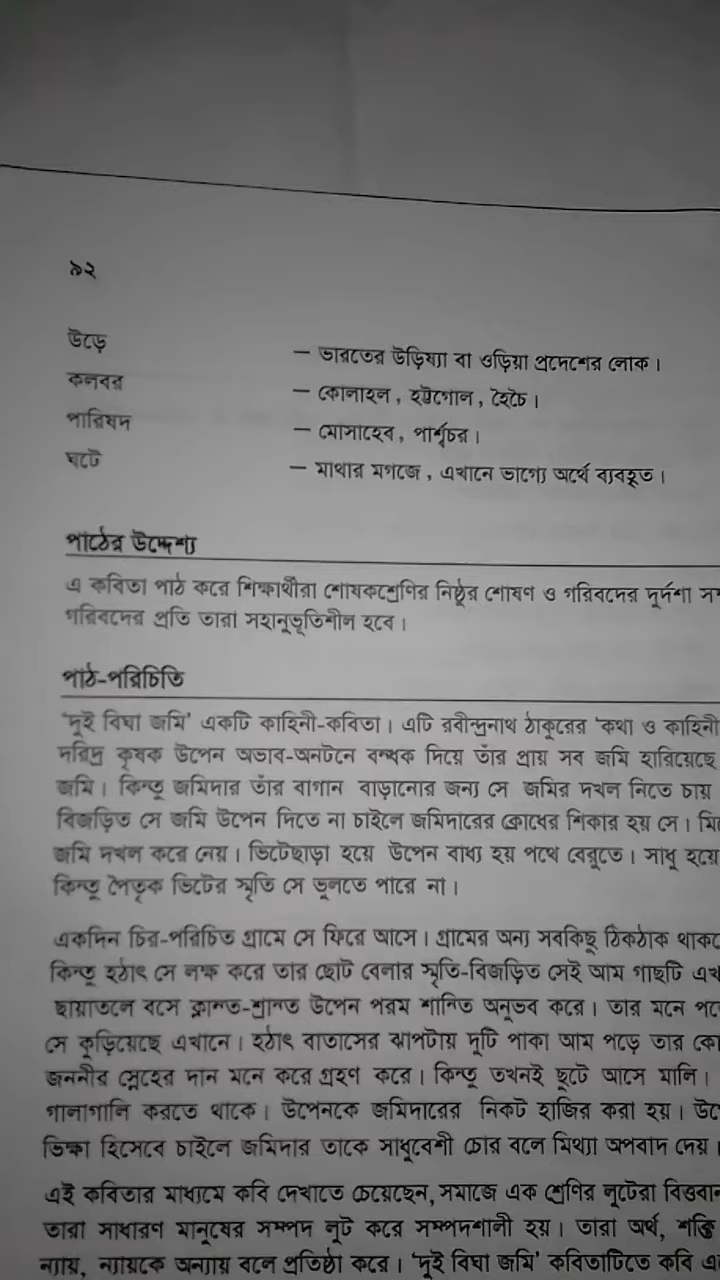 ৯২
উড়ে — ভারতের উড়িষ্যা বা ওড়িয়া প্রদেশের লোক।
কলবর — কোলাহল, হট্টগোল, হৈচৈ।
পারিষদ — মোসাহেব, পার্শ্বচর।
ঘটে — মাথার মগজে, এখানে ভাগ্যে অর্থে ব্যবহৃত।
পাঠের উদ্দেশ্য
এ কবিতা পাঠ করে শিক্ষার্থীরা শোষকশ্রেণির নিষ্ঠুর শোষণ ও গরিবদের দুর্দশা
গরিবদের প্রতি তারা সহানুভূতিশীল হবে।
পাঠ-পরিচিতি
‘দুই বিঘা জমি’ একটি কাহিনী-কবিতা। এটি রবীন্দ্রনাথ ঠাকুরের ‘কথা ও কাহিনী
দরিদ্র কৃষক উপেন অভাব-অনটনে বন্ধক দিয়ে তাঁর প্রায় সব জমি হারিয়েছে
জমি। কিন্তু জমিদার তাঁর বাগান বাড়ানোর জন্য সে জমির দখল নিতে চায়
বিজড়িত সে জমি উপেন দিতে না চাইলে জমিদারের ক্রোধের শিকার হয় সে।
জমি দখল করে নেয়। ভিটেছাড়া হয়ে উপেন বাধ্য হয় পথে বেরুতে। সাধু হয়ে
কিন্তু পৈতৃক ভিটের স্মৃতি সে ভুলতে পারে না।
একদিন চির-পরিচিত গ্রামে সে ফিরে আসে। গ্রামের অন্য সবকিছু ঠিকঠাক
কিন্তু হঠাৎ সে লক্ষ করে তার ছোট বেলার স্মৃতি-বিজড়িত সেই আম গাছটি
ছায়াতলে বসে ক্লান্ত-শ্রান্ত উপেন পরম শান্তি অনুভব করে। তার মনে
সে কুড়িয়েছে এখানে। হঠাৎ বাতাসের ঝাপটায় দুটি পাকা আম পড়ে তার
জননীর স্নেহের দান মনে করে গ্রহণ করে। কিন্তু তখনই ছুটে আসে মালি।
গালাগালি করতে থাকে। উপেনকে জমিদারের নিকট হাজির করা হয়।
ভিক্ষা হিসেবে চাইলে জমিদার তাকে সাধুবেশী চোর বলে মিথ্যা অপবাদ দেয়।
এই কবিতার মাধ্যমে কবি দেখাতে চেয়েছেন, সমাজে এক শ্রেণির লুটেরা
তারা সাধারণ মানুষের সম্পদ লুট করে সম্পদশালী হয়। তারা অর্থ, শক্তি
ন্যায়, ন্যায়কে অন্যায় বলে প্রতিষ্ঠা করে। ‘দুই বিঘা জমি’ কবিতাটিতে কবি